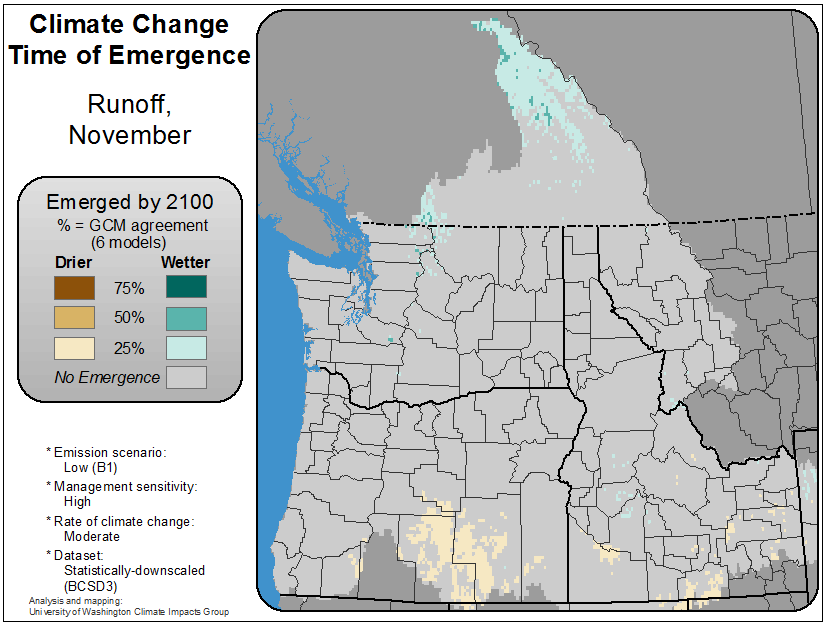 Climate Change
Time of Emergence
Runoff,
November
Emerged by 2100
% = GCM agreement
(6 models)
Drier Wetter
75%
50%
25%
No Emergence
* Emission scenario:
Low (B1)
* Management sensitivity:
High
* Rate of climate change:
Moderate
* Dataset:
Statistically-downscaled
(BCSD3)
Analysis and mapping:
University of Washington Climate Impacts Group